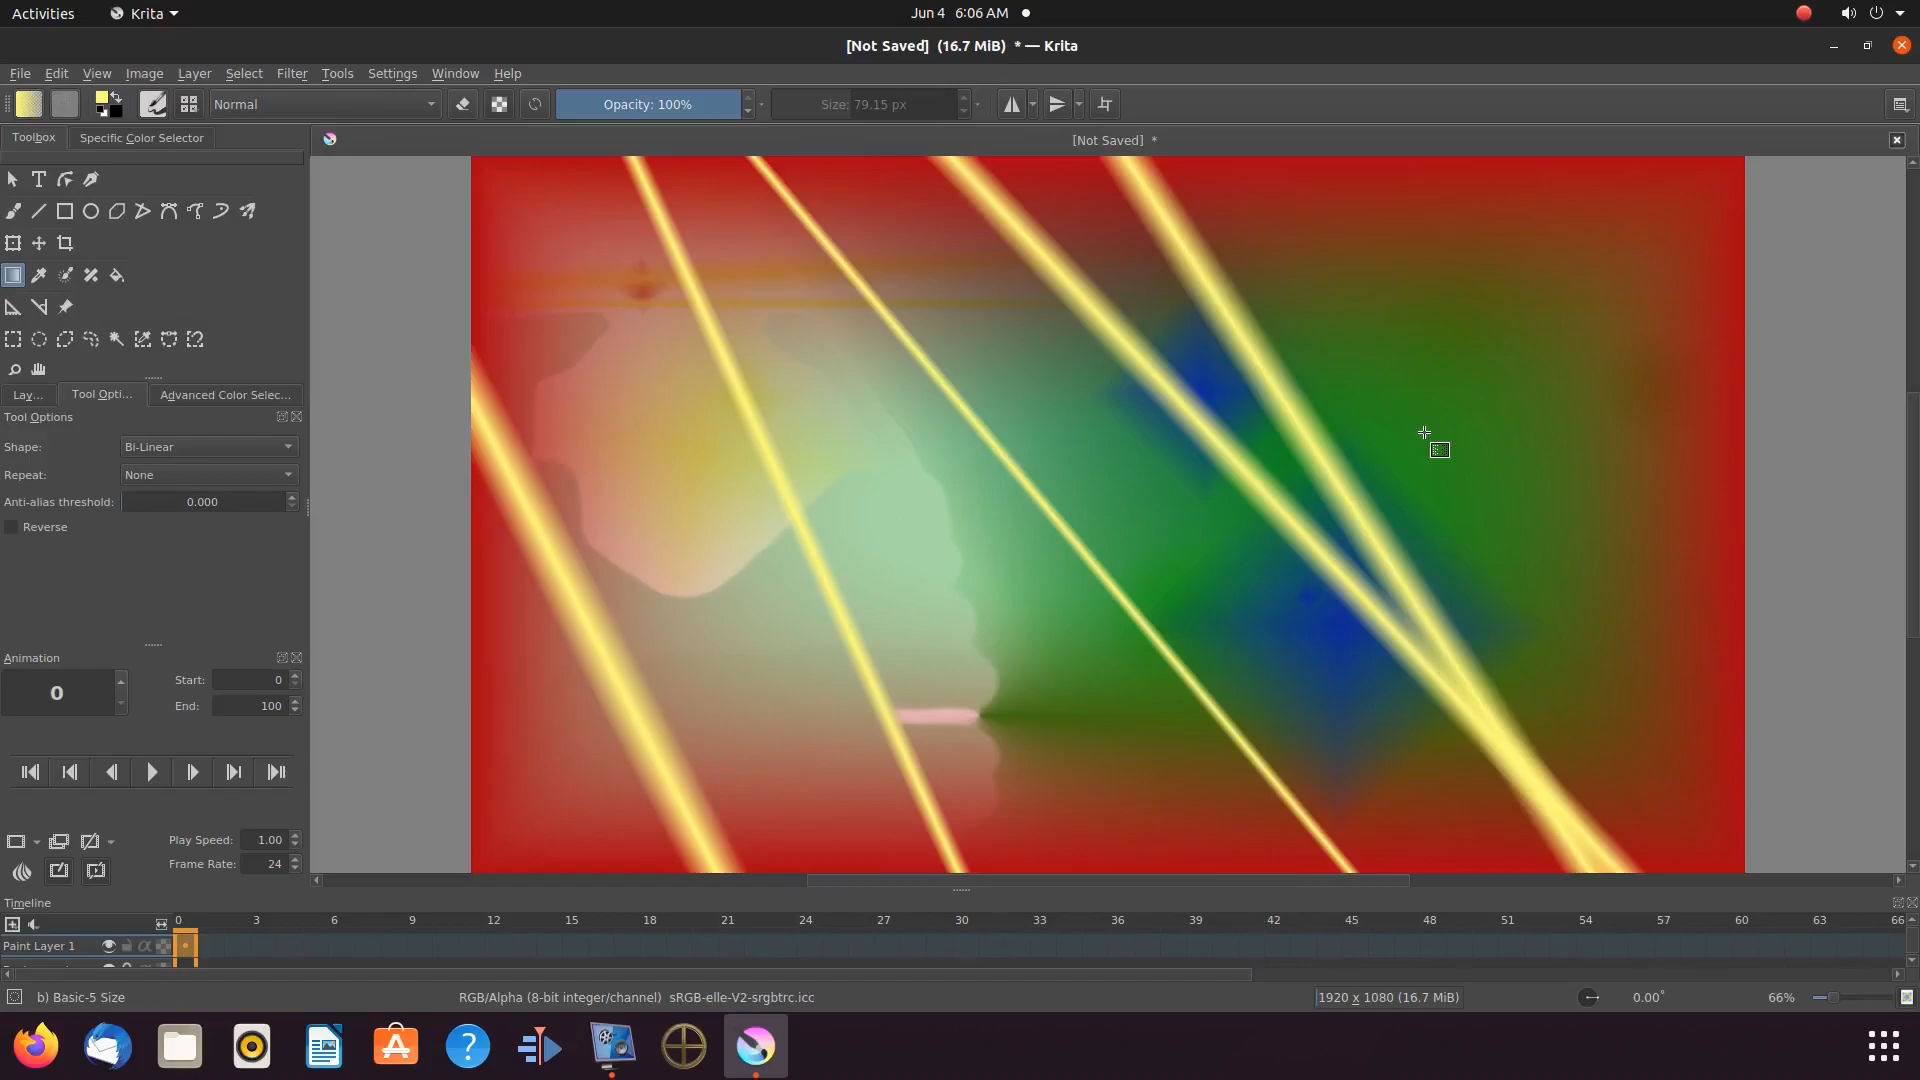 Activities Krita Jun 4 6:06 AM
[Not Saved] (16.7 MiB) * — Krita
File Edit View Image Layer Select Filter Tools Settings Window Help
Normal Opacity: 100% Size: 79.15 px
Toolbox Specific Color Selector [Not Saved] *
Lay... Tool Opti... Advanced Color Selec...
Tool Options
Shape: Bi-Linear
Repeat: None
Anti-alias threshold: 0.000
Reverse
Animation
0 Start: 0
End: 100
Play Speed: 1.00
Frame Rate: 24
Timeline
0 3 6 9 12 15 18 21 24 27 30 33 36 39 42 45 48 51 54 57 60 63 66
Paint Layer 1
b) Basic-5 Size RGB/Alpha (8-bit integer/channel) sRGB-elle-V2-srgbtrc.icc 1920 x 1080 (16.7 MiB) 0.00° 66%